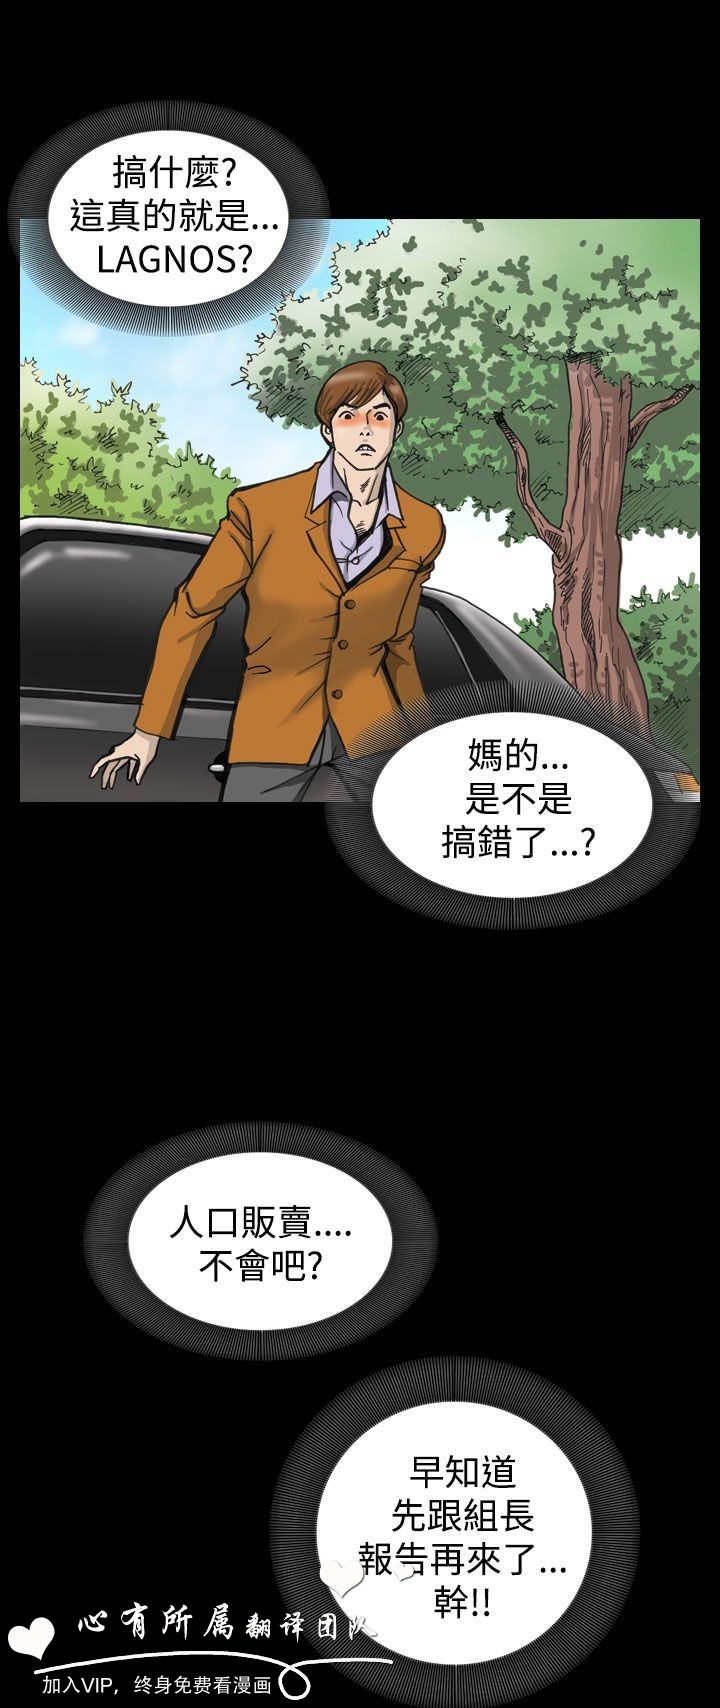 搞什麼?
這真的就是...
LAGNOS?
媽的...
是不是
搞錯了...?
人口販賣....
不會吧?
早知道
先跟組長
報告再來了...
幹!!
心有所属翻译团队
加入VIP，终身免费看漫画